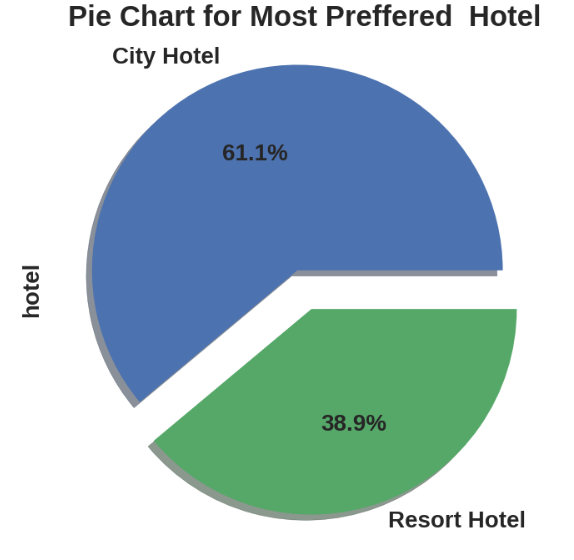 Pie Chart for Most Preffered  Hotel
City Hotel
61.1%
hotel
38.9%
Resort Hotel